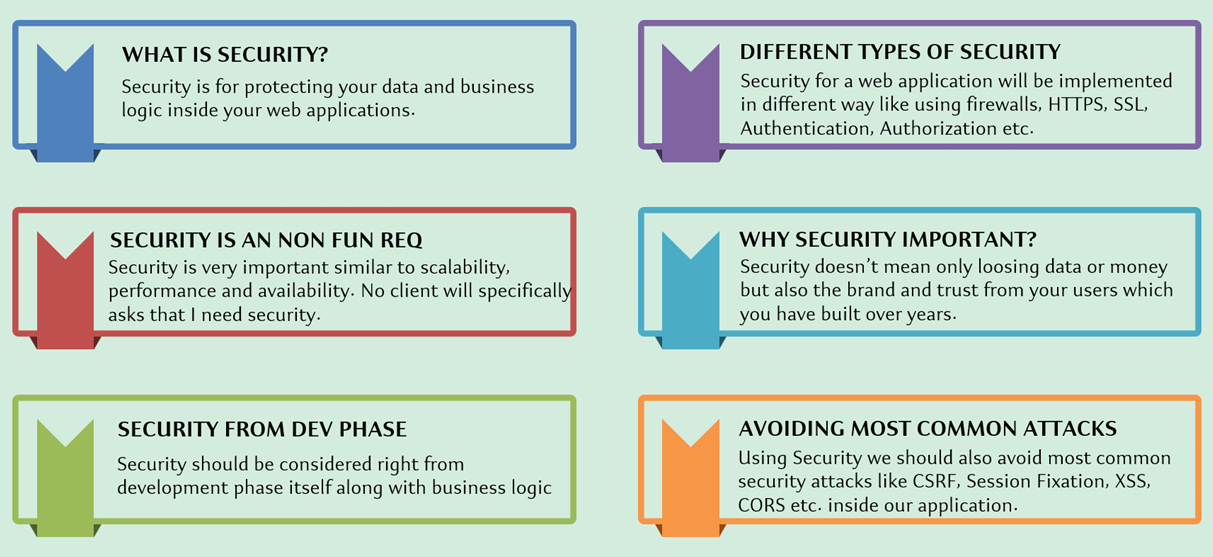 WHAT IS SECURITY?
Security is for protecting your data and business
logic inside your web applications.
DIFFERENT TYPES OF SECURITY
Security for a web application will be implemented
in different way like using firewalls, HTTPS, SSL,
Authentication, Authorization etc.
SECURITY IS AN NON FUN REQ
Security is very important similar to scalability,
performance and availability. No client will specifically
asks that I need security.
WHY SECURITY IMPORTANT?
Security doesn't mean only loosing data or money
but also the brand and trust from your users which
you have built over years.
SECURITY FROM DEV PHASE
Security should be considered right from
development phase itself along with business logic
AVOIDING MOST COMMON ATTACKS
Using Security we should also avoid most common
security attacks like CSRF, Session Fixation, XSS,
CORS etc. inside our application.